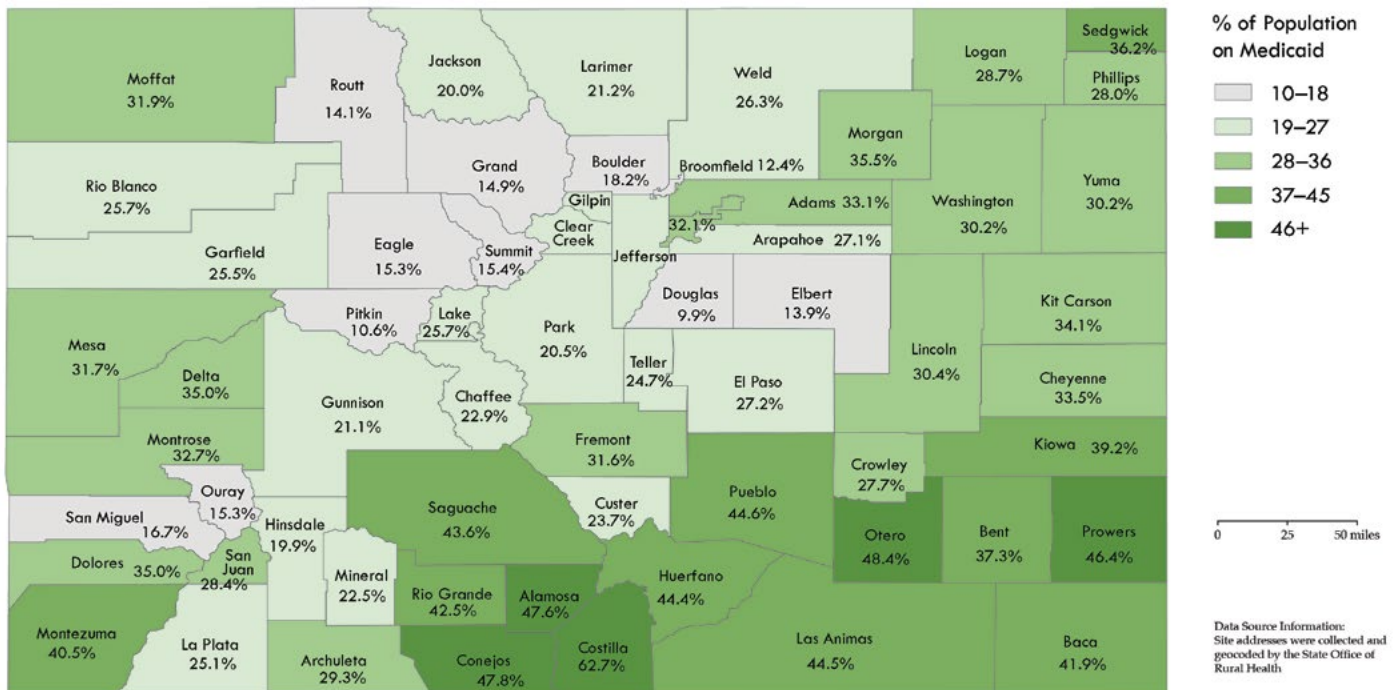 % of Population
on Medicaid
10–18
19–27
28–36
37–45
46+
Moffat
31.9%
Routt
14.1%
Jackson
20.0%
Larimer
21.2%
Weld
26.3%
Logan
28.7%
Sedgwick
36.2%
Phillips
28.0%
Morgan
35.5%
Rio Blanco
25.7%
Grand
14.9%
Boulder
18.2%
Broomfield 12.4%
Gilpin
Clear
Creek
Adams 33.1%
32.1%
Arapahoe 27.1%
Washington
30.2%
Yuma
30.2%
Garfield
25.5%
Eagle
15.3%
Summit
15.4%
Jefferson
Douglas
9.9%
Elbert
13.9%
Kit Carson
34.1%
Mesa
31.7%
Delta
35.0%
Pitkin
10.6%
Lake
25.7%
Park
20.5%
Teller
24.7%
El Paso
27.2%
Lincoln
30.4%
Cheyenne
33.5%
Gunnison
21.1%
Chaffee
22.9%
Montrose
32.7%
Fremont
31.6%
Kiowa 39.2%
Crowley
27.7%
Ouray
15.3%
San Miguel
16.7%
Hinsdale
19.9%
Saguache
43.6%
Custer
23.7%
Pueblo
44.6%
Otero
48.4%
Bent
37.3%
Prowers
46.4%
Dolores 35.0%
San
Juan
28.4%
Mineral
22.5%
Rio Grande
42.5%
Alamosa
47.6%
Huerfano
44.4%
Montezuma
40.5%
La Plata
25.1%
Archuleta
29.3%
Conejos
47.8%
Costilla
62.7%
Las Animas
44.5%
Baca
41.9%
0 25 50 miles
Data Source Information:
Site addresses were collected and
geocoded by the State Office of
Rural Health